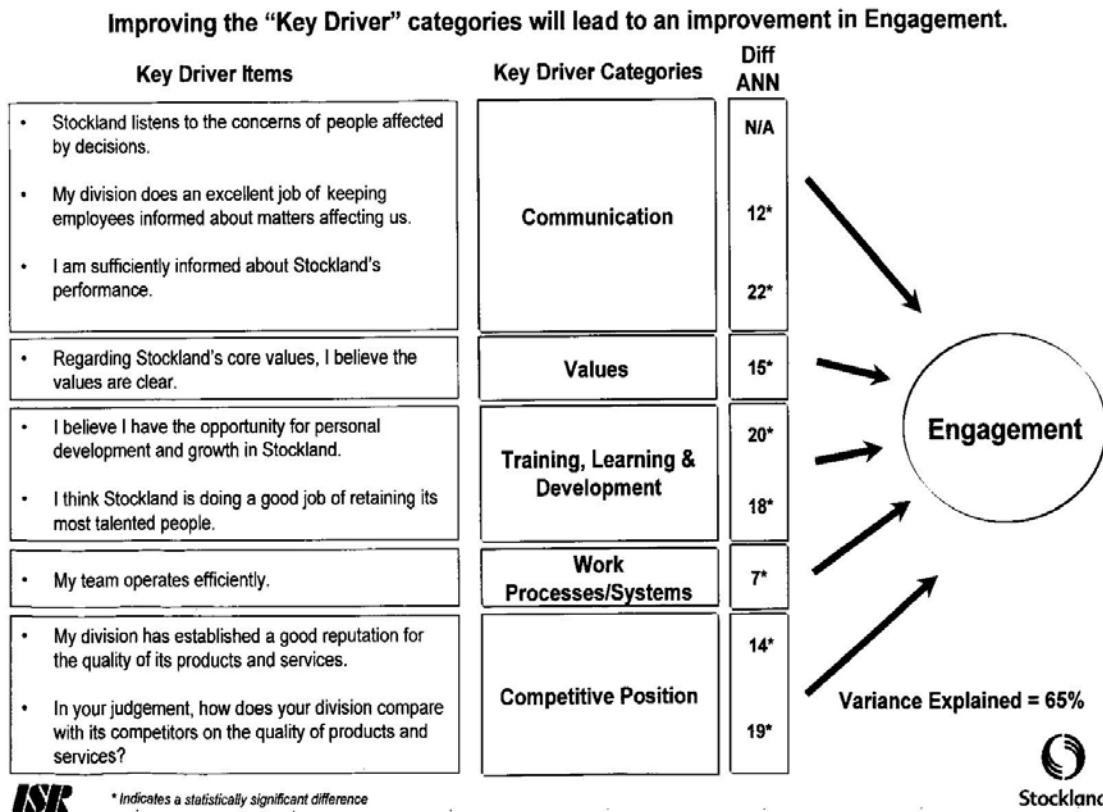 Improving the “Key Driver” categories will lead to an improvement in Engagement.
Key Driver Items
Key Driver Categories
Diff
ANN
• Stockland listens to the concerns of people affected
by decisions.
• My division does an excellent job of keeping
employees informed about matters affecting us.
• I am sufficiently informed about Stockland's
performance.
Communication
N/A
12*
22*
• Regarding Stockland's core values, I believe the
values are clear.
Values
15*
• I believe I have the opportunity for personal
development and growth in Stockland.
• I think Stockland is doing a good job of retaining its
most talented people.
Training, Learning &
Development
20*
18*
• My team operates efficiently.
Work
Processes/Systems
7*
• My division has established a good reputation for
the quality of its products and services.
• In your judgement, how does your division compare
with its competitors on the quality of products and
services?
Competitive Position
14*
19*
Engagement
Variance Explained = 65%
ISR
* Indicates a statistically significant difference
Stockland